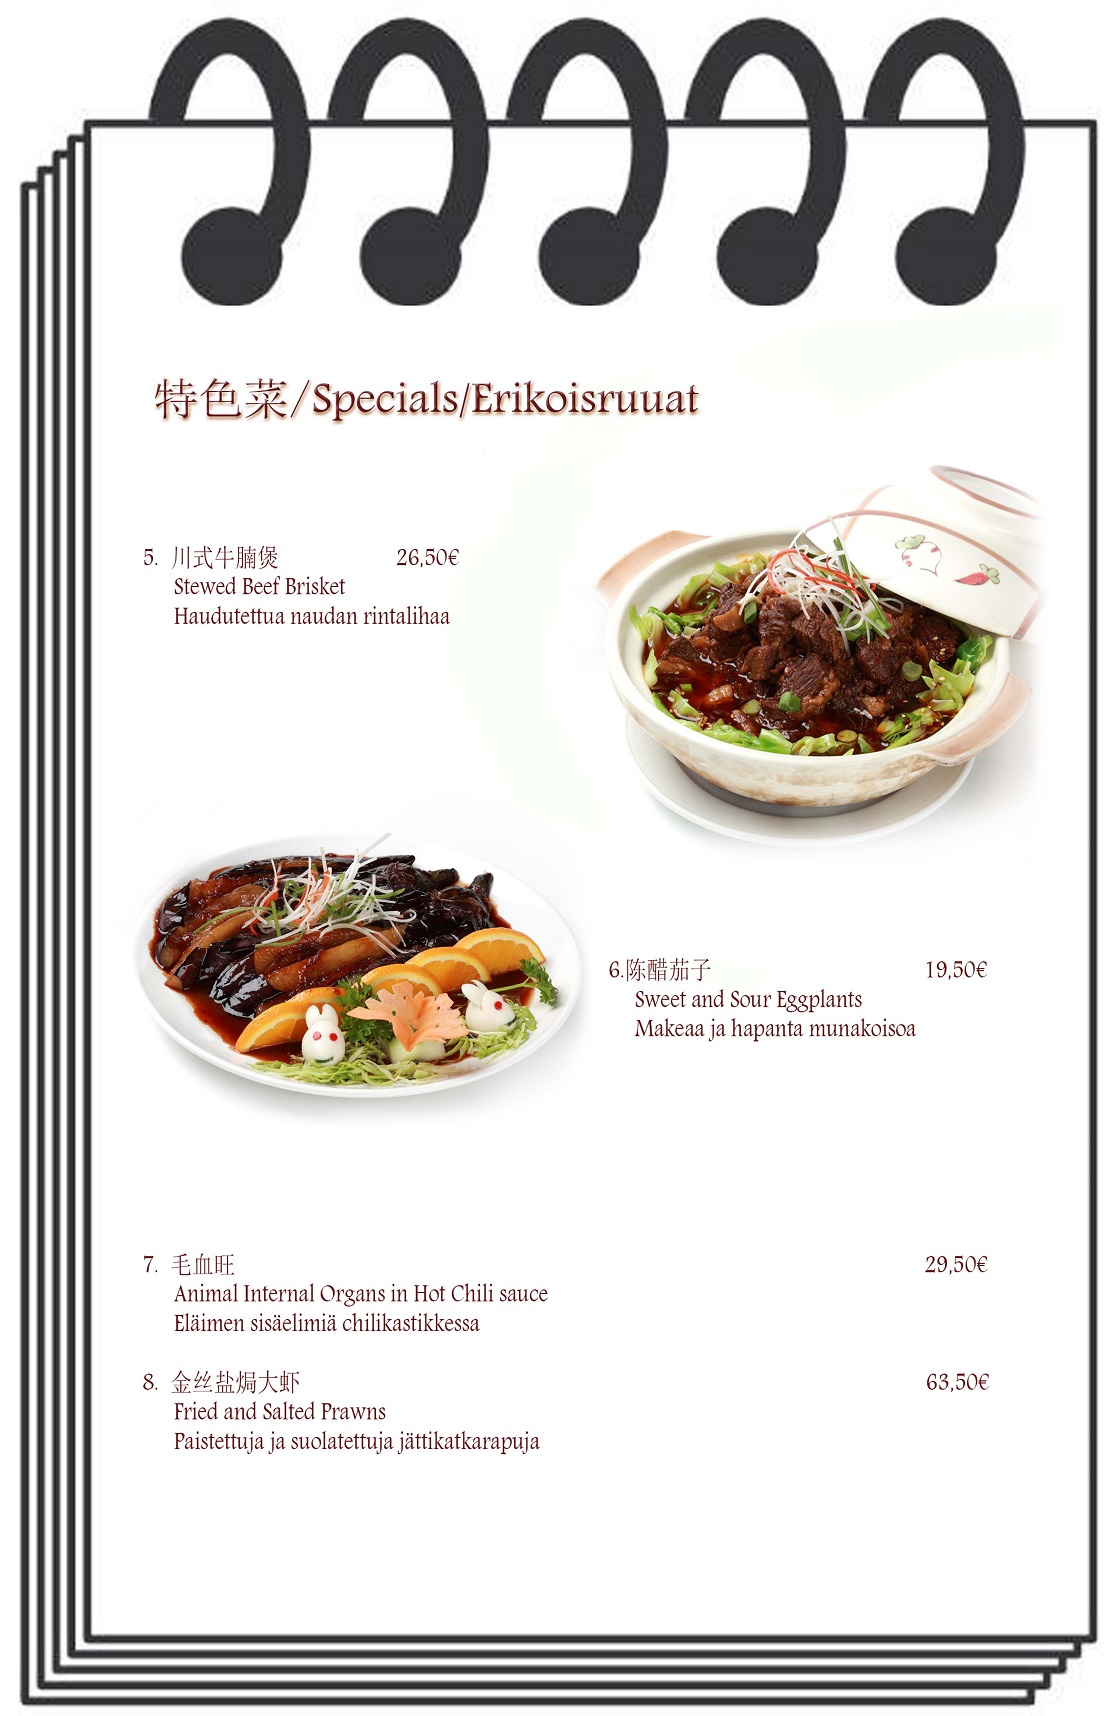 特色菜/Specials/Erikoisruuat
5. 川式牛腩煲 26,50€
Stewed Beef Brisket
Haudutettua naudan rintalihaa
6.陈醋茄子 19,50€
Sweet and Sour Eggplants
Makeaa ja hapanta munakoisoa
7. 毛血旺 29,50€
Animal Internal Organs in Hot Chili sauce
Eläimen sisäelimiä chilikastikkessa
8. 金丝盐焗大虾 63,50€
Fried and Salted Prawns
Paistettuja ja suolatettuja jättikatkarapuja